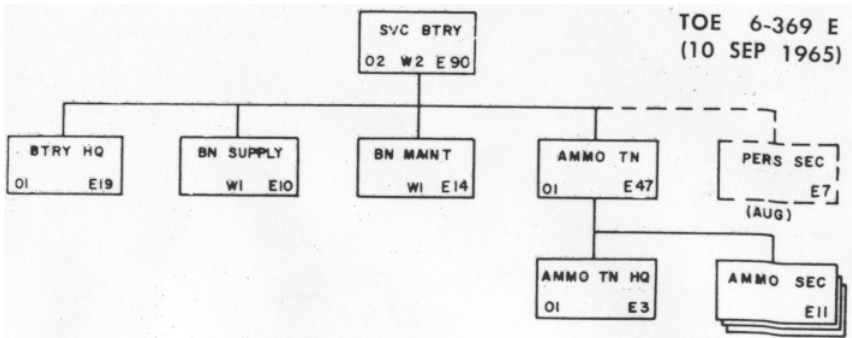 TOE 6-369 E
(10 SEP 1965)
SVC BTRY
O2 W2 E90
BTRY HQ
O1 E19
BN SUPPLY
W1 E10
BN MAINT
W1 E14
AMMO TN
O1 E47
PERS SEC
E7
(AUG)
AMMO TN HQ
O1 E3
AMMO SEC
E11